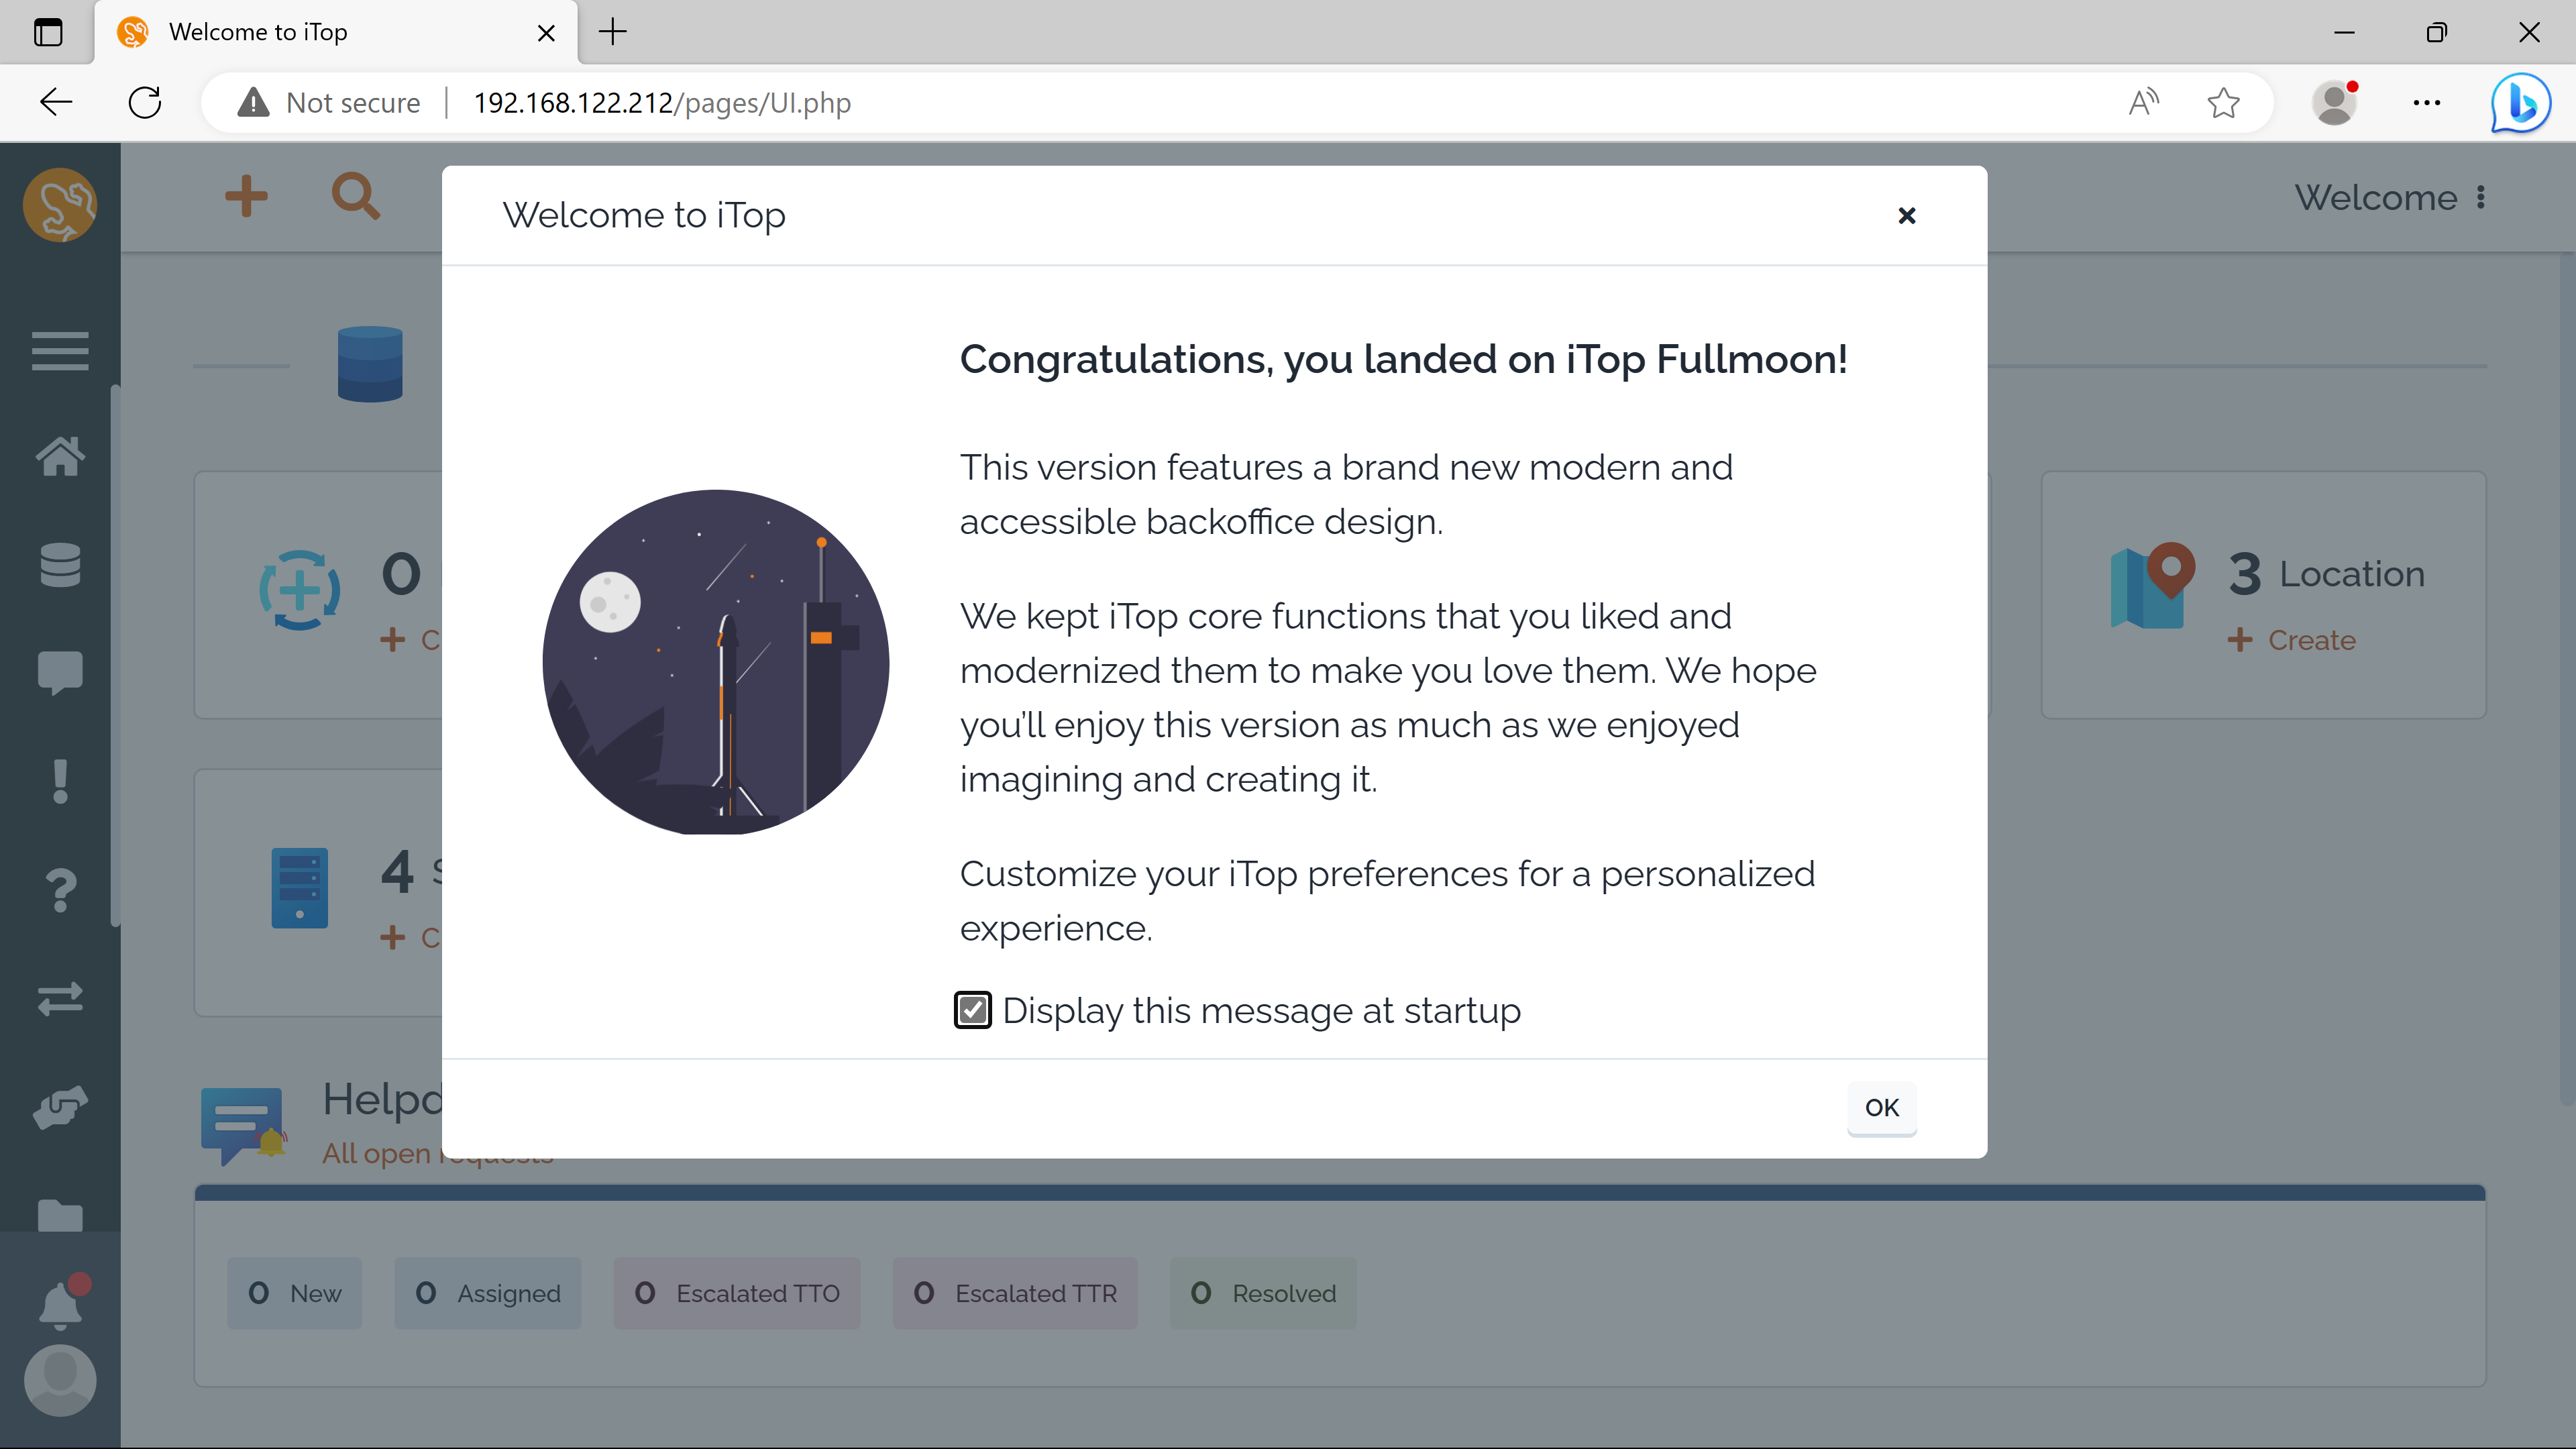 Welcome to iTop
Not secure
192.168.122.212/pages/UI.php
Welcome
Welcome to iTop
Congratulations, you landed on iTop Fullmoon!
This version features a brand new modern and
accessible backoffice design.
We kept iTop core functions that you liked and
modernized them to make you love them. We hope
you'll enjoy this version as much as we enjoyed
imagining and creating it.
Customize your iTop preferences for a personalized
experience.
Display this message at startup
OK
0
C
3 Location
Create
4 S
C
Helpd
All open requests
0 New
0 Assigned
0 Escalated TTO
0 Escalated TTR
0 Resolved